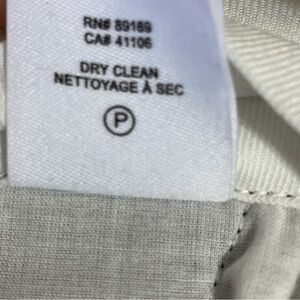 RN# 89169
CA# 41106
DRY CLEAN
NETTOYAGE À SEC
P